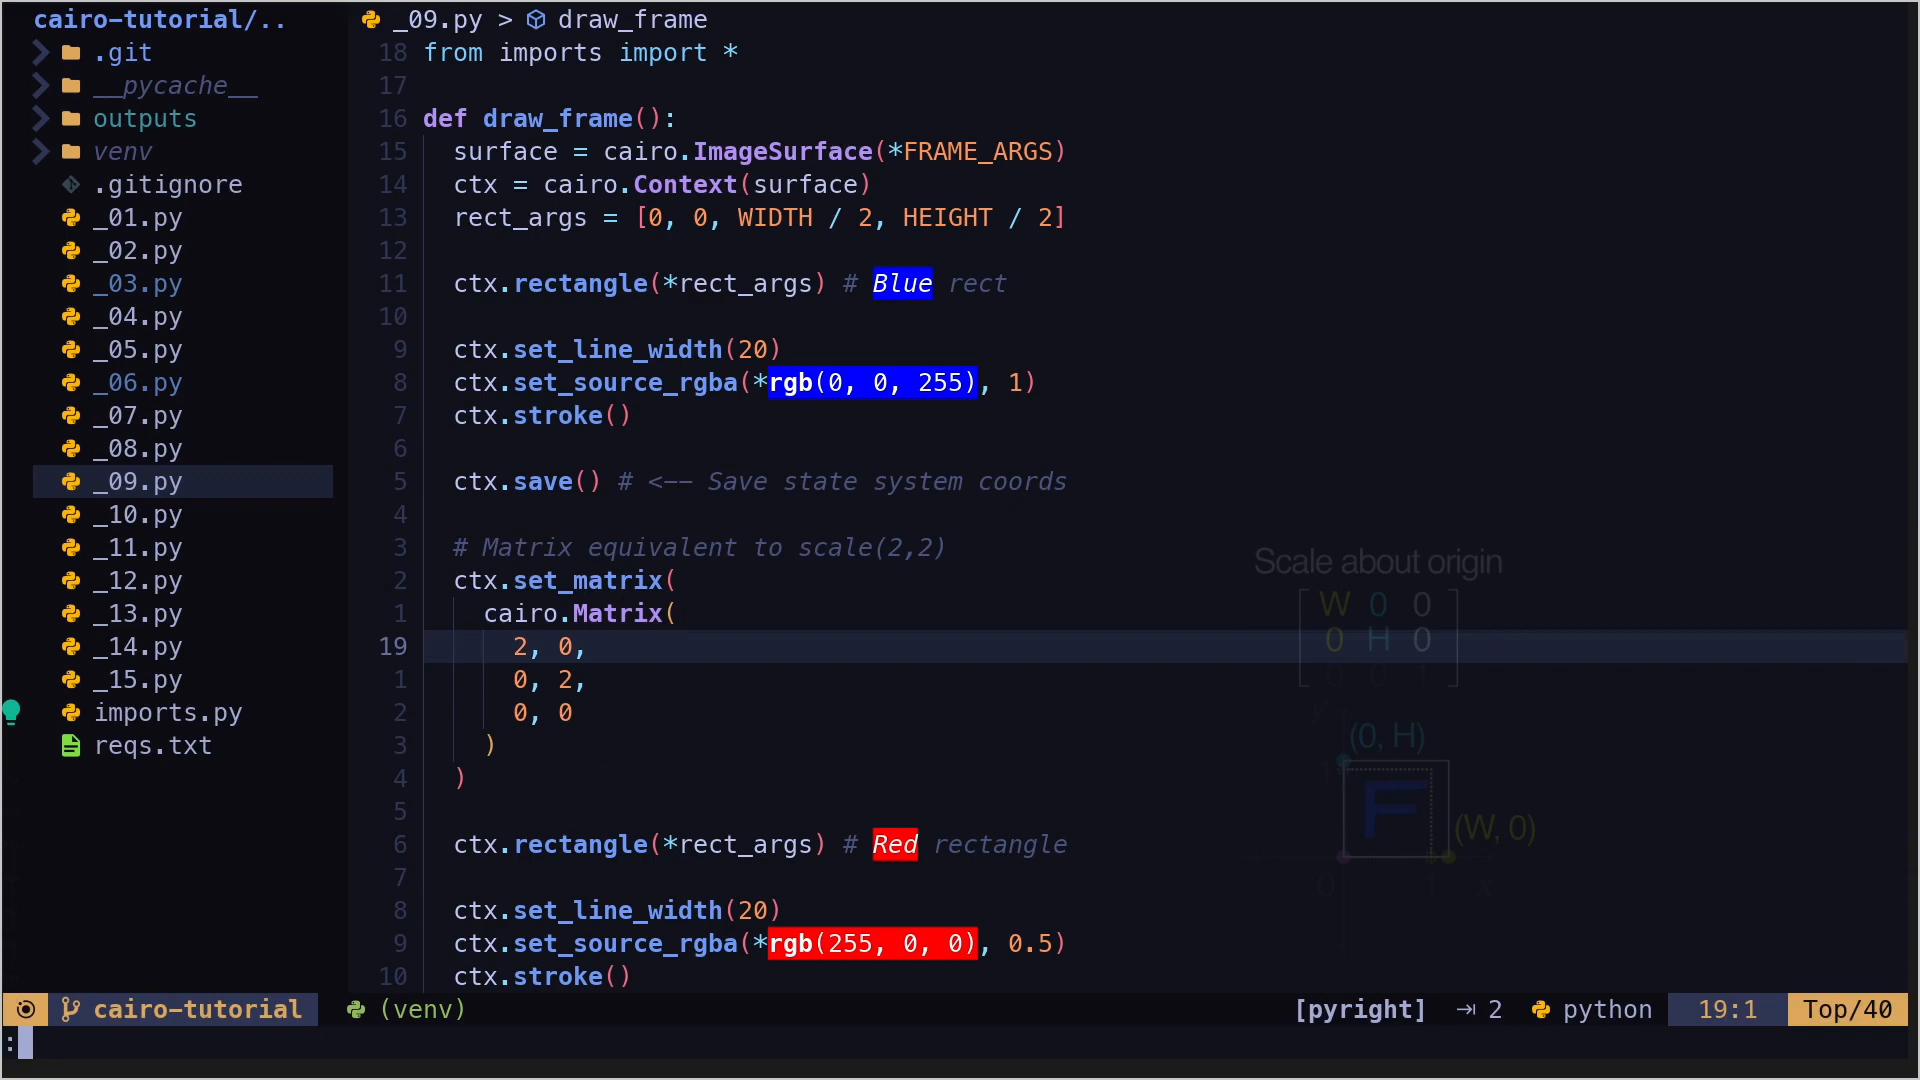 cairo-tutorial/..
.git
__pycache__
outputs
venv
.gitignore
_01.py
_02.py
_03.py
_04.py
_05.py
_06.py
_07.py
_08.py
_09.py
_10.py
_11.py
_12.py
_13.py
_14.py
_15.py
imports.py
reqs.txt
_09.py > draw_frame
18 from imports import *
17
16 def draw_frame():
15 surface = cairo.ImageSurface(*FRAME_ARGS)
14 ctx = cairo.Context(surface)
13 rect_args = [0, 0, WIDTH / 2, HEIGHT / 2]
12
11 ctx.rectangle(*rect_args) # Blue rect
10
9 ctx.set_line_width(20)
8 ctx.set_source_rgba(*rgb(0, 0, 255), 1)
7 ctx.stroke()
6
5 ctx.save() # <-- Save state system coords
4
3 # Matrix equivalent to scale(2,2)
2 ctx.set_matrix(
1 cairo.Matrix(
19 2, 0,
1 0, 2,
2 0, 0
3 )
4 )
5
6 ctx.rectangle(*rect_args) # Red rectangle
7
8 ctx.set_line_width(20)
9 ctx.set_source_rgba(*rgb(255, 0, 0), 0.5)
10 ctx.stroke()
Scale about origin
W 0 0
0 H 0
0 0 1
y
(0, H)
1
F
(W, 0)
0 1 x
cairo-tutorial (venv) [pyright] ⇥ 2 python 19:1 Top/40
: